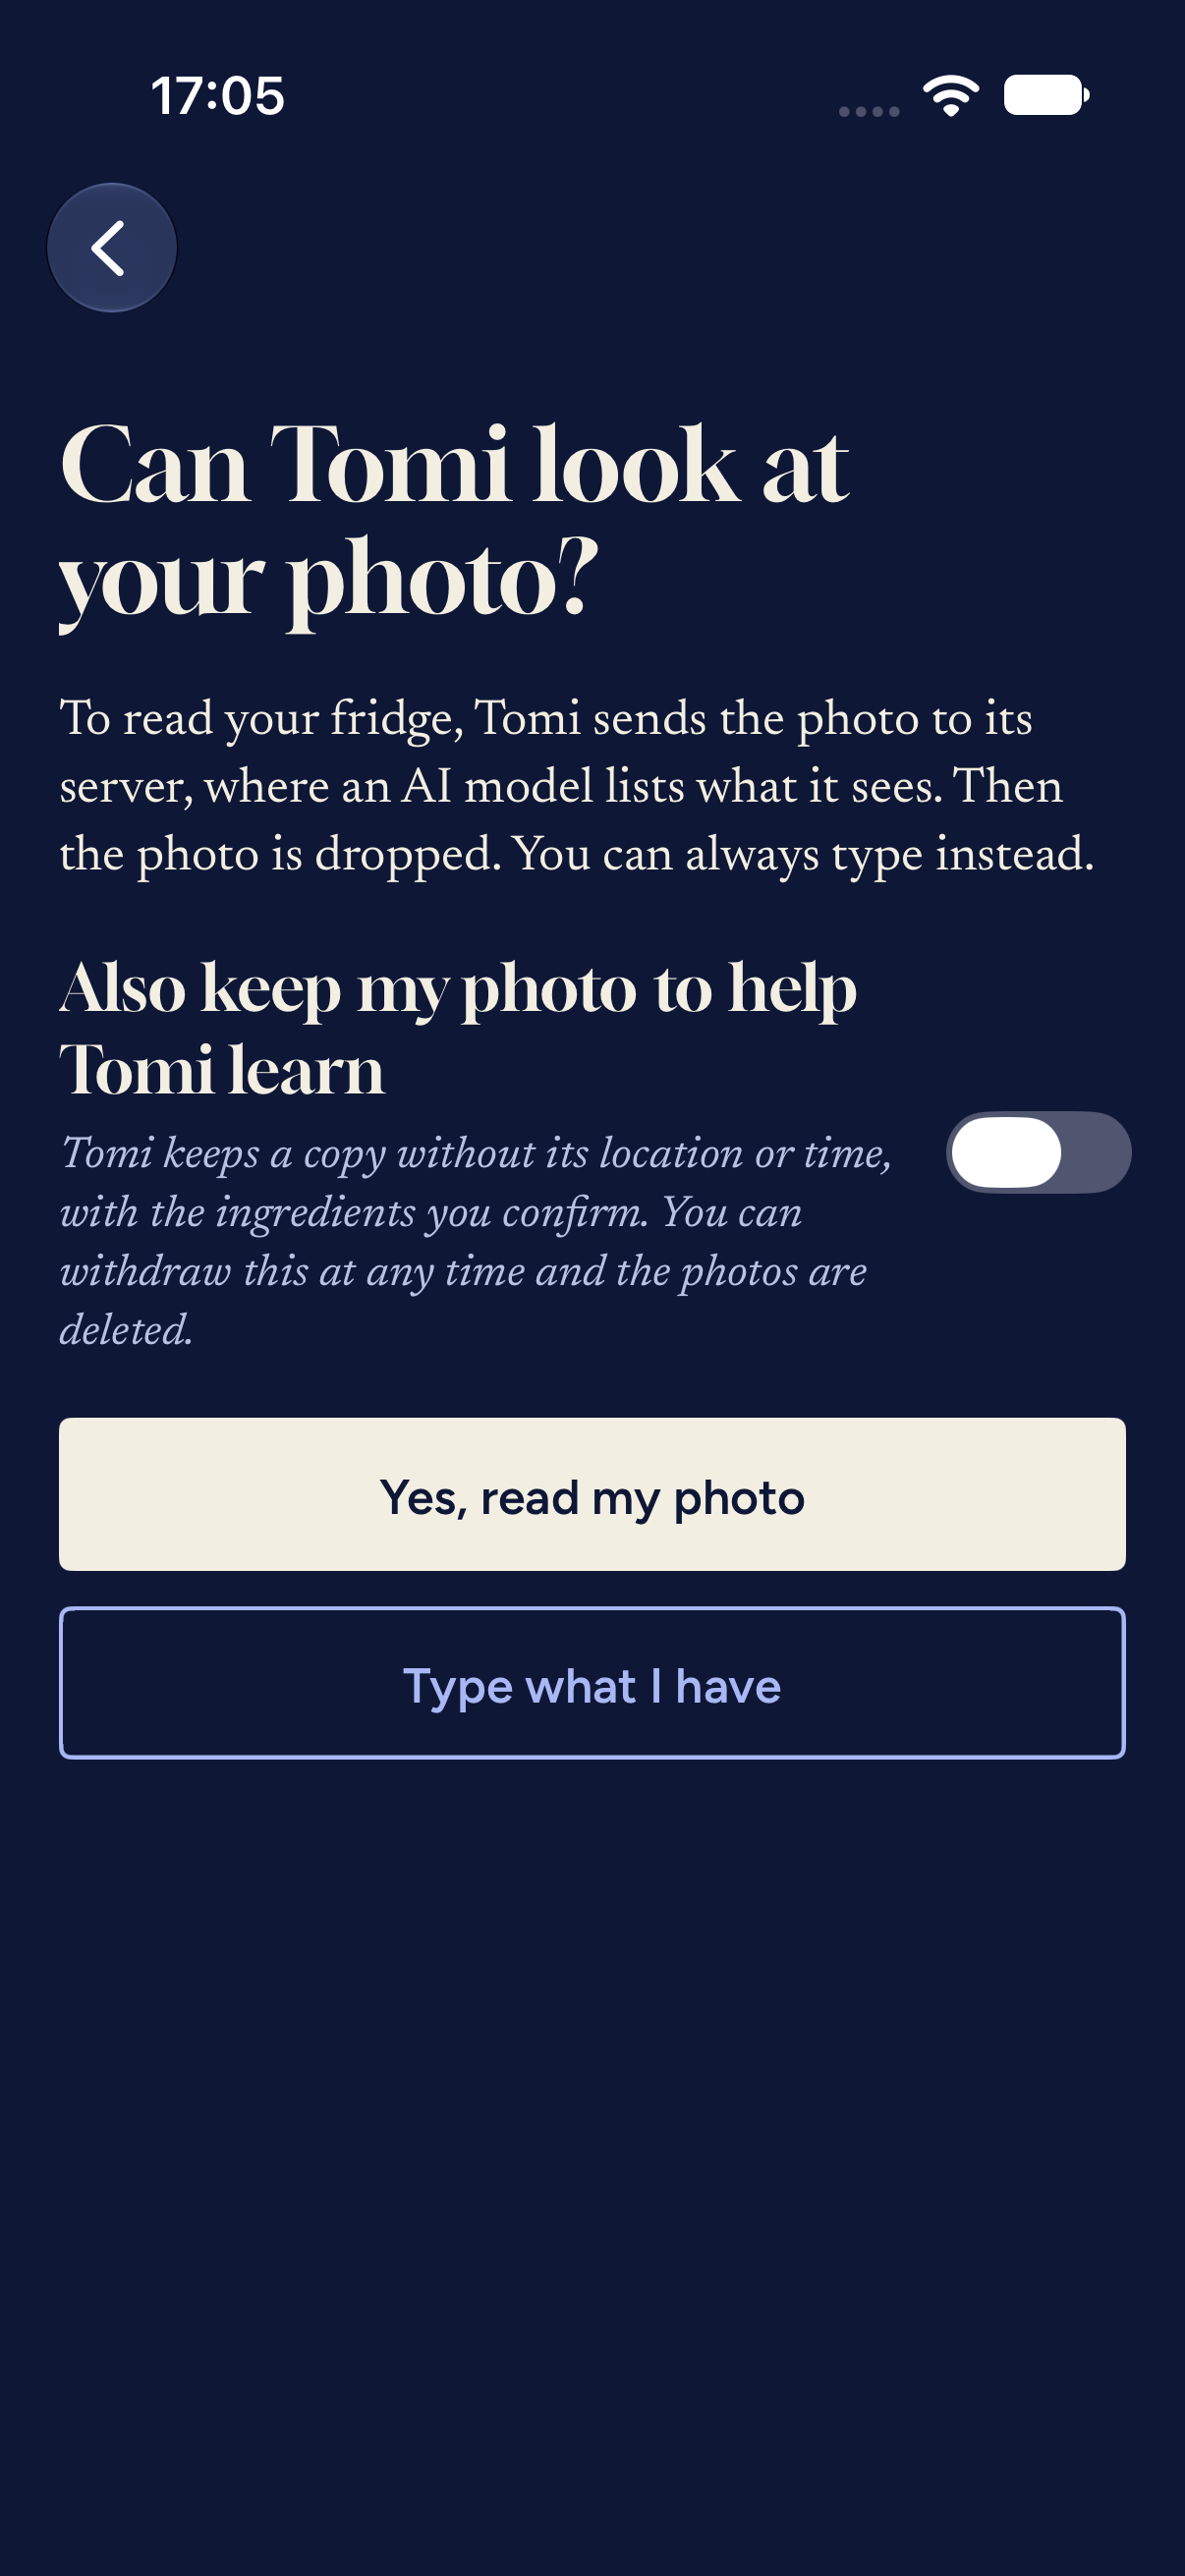 17:05
Can Tomi look at
your photo?
To read your fridge, Tomi sends the photo to its
server, where an AI model lists what it sees. Then
the photo is dropped. You can always type instead.
Also keep my photo to help
Tomi learn
Tomi keeps a copy without its location or time,
with the ingredients you confirm. You can
withdraw this at any time and the photos are
deleted.
Yes, read my photo
Type what I have